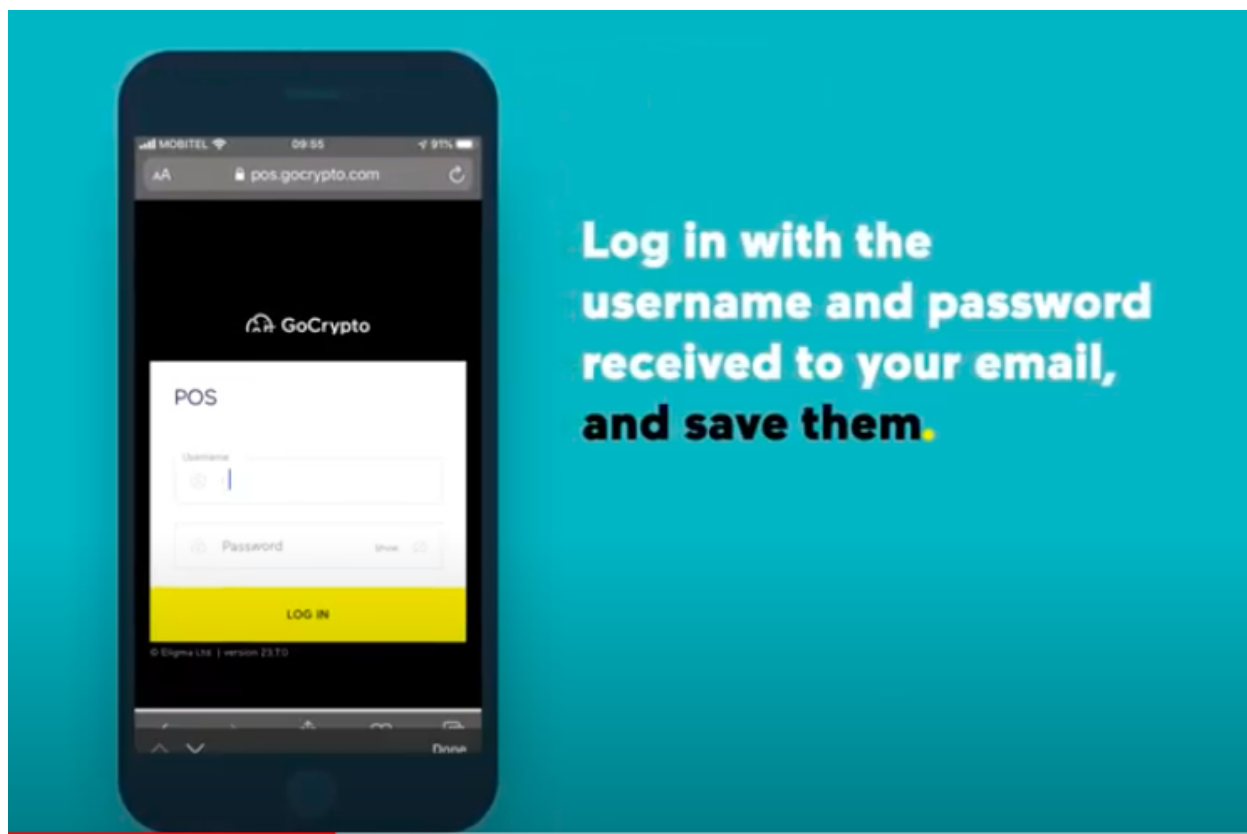 MOBITEL 09:55 91%
AA pos.gocrypto.com
GoCrypto
POS
Username
Password Show
LOG IN
© Eligma Ltd. | version 23.7.0
Done
Log in with the
username and password
received to your email,
and save them.